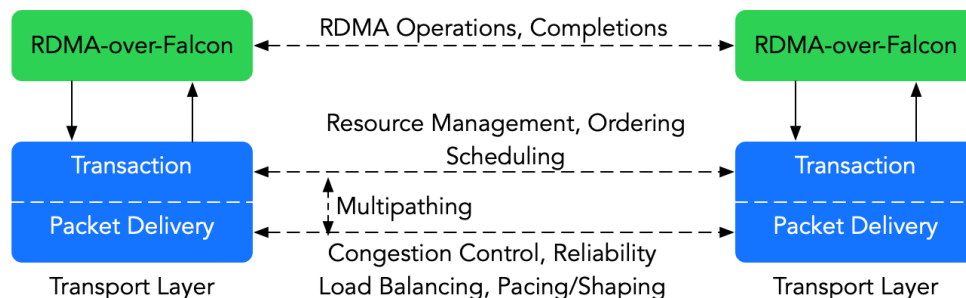 RDMA-over-Falcon
RDMA Operations, Completions
RDMA-over-Falcon
Resource Management, Ordering
Scheduling
Transaction
Transaction
Multipathing
Packet Delivery
Packet Delivery
Congestion Control, Reliability
Load Balancing, Pacing/Shaping
Transport Layer
Transport Layer